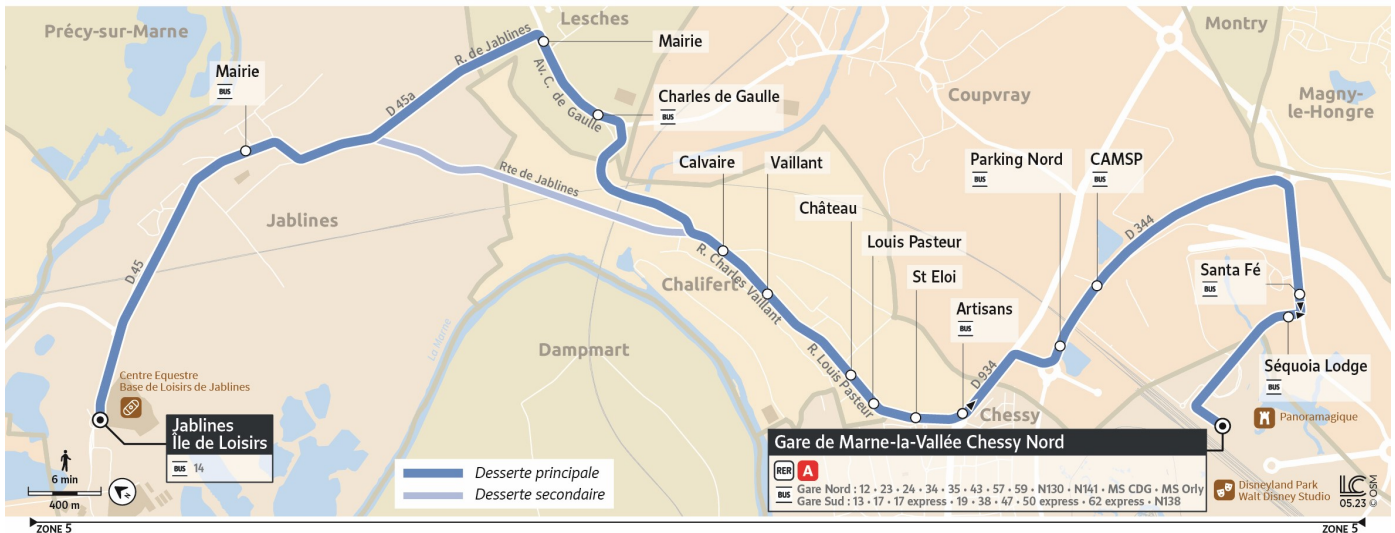 Précy-sur-Marne
Lesches
Montry
Mairie
BUS
R. de Jablines
Mairie
D 45a
Av. C. de Gaulle
Charles de Gaulle
BUS
Coupvray
Magny-
le-Hongre
Rte de Jablines
Calvaire
Vaillant
Parking Nord
BUS
CAMSP
BUS
Jablines
Château
D 344
Louis Pasteur
D 45
R. Charles Vaillant
Chalifert
St Eloi
Santa Fé
BUS
Artisans
BUS
La Marne
Dampmart
R. Louis Pasteur
D 934
Séquoia Lodge
BUS
Centre Equestre
Base de Loisirs de Jablines
Chessy
Panoramagique
Jablines
Île de Loisirs
BUS 14
Gare de Marne-la-Vallée Chessy Nord
RER A
BUS Gare Nord : 12 • 23 • 24 • 34 • 35 • 43 • 57 • 59 • N130 • N141 • MS CDG • MS Orly
Gare Sud : 13 • 17 • 17 express • 19 • 38 • 47 • 50 express • 62 express • N138
6 min
400 m
Desserte principale
Desserte secondaire
Disneyland Park
Walt Disney Studio
LC
05.23
© OSM
ZONE 5
ZONE 5